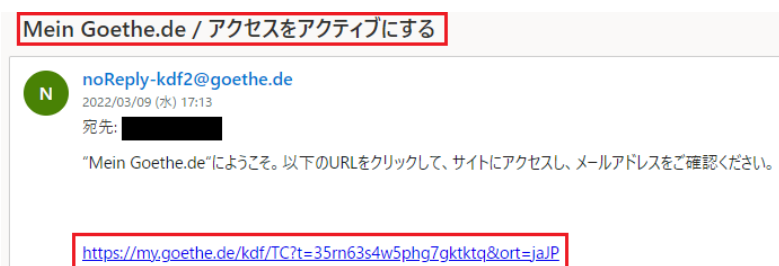 Mein Goethe.de / アクセスをアクティブにする
N
noReply-kdf2@goethe.de
2022/03/09 (水) 17:13
宛先:
"Mein Goethe.de"にようこそ。以下のURLをクリックして、サイトにアクセスし、メールアドレスをご確認ください。
https://my.goethe.de/kdf/TC?t=35rn63s4w5phg7gktktq&ort=jaJP